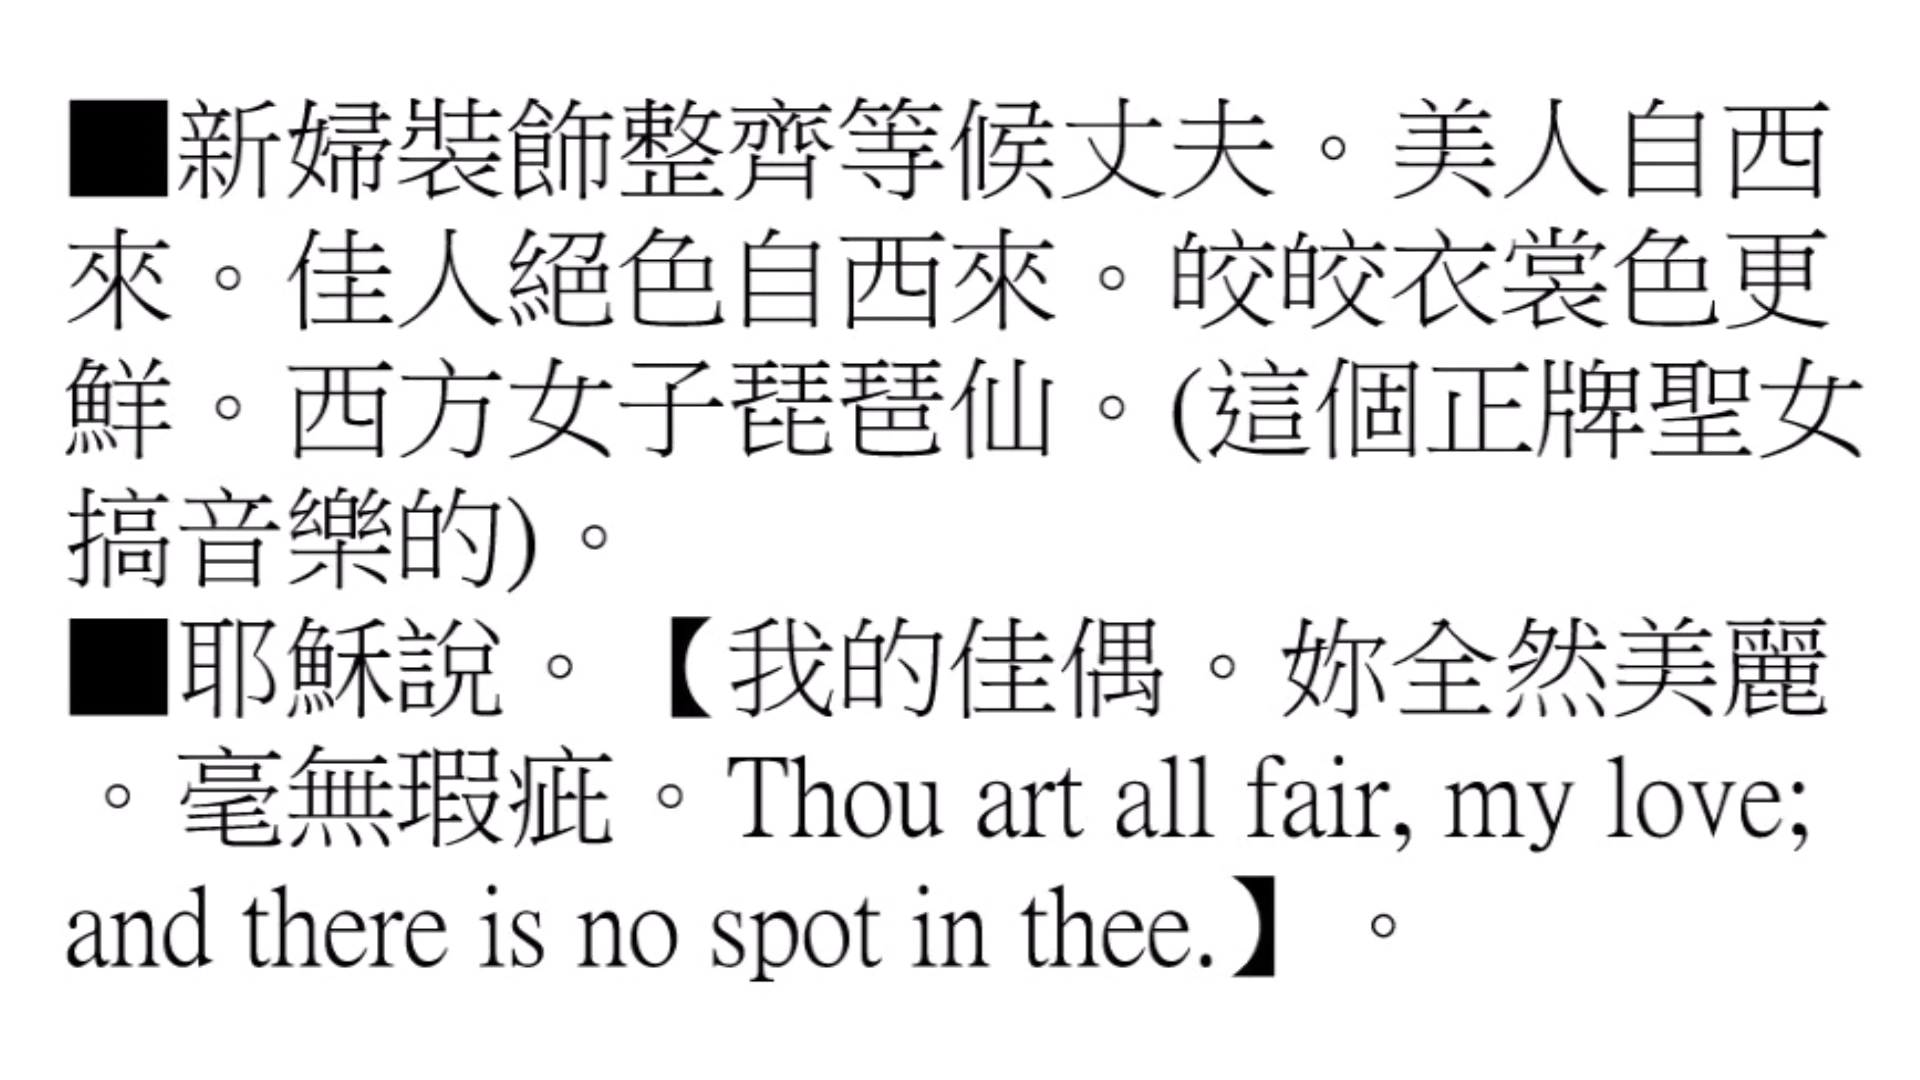 ■新婦裝飾整齊等候丈夫。美人自西
來。佳人絕色自西來。皎皎衣裳色更
鮮。西方女子琵琶仙。(這個正牌聖女
搞音樂的)。
■耶穌說。【我的佳偶。妳全然美麗
。毫無瑕疵。Thou art all fair, my love;
and there is no spot in thee.】。